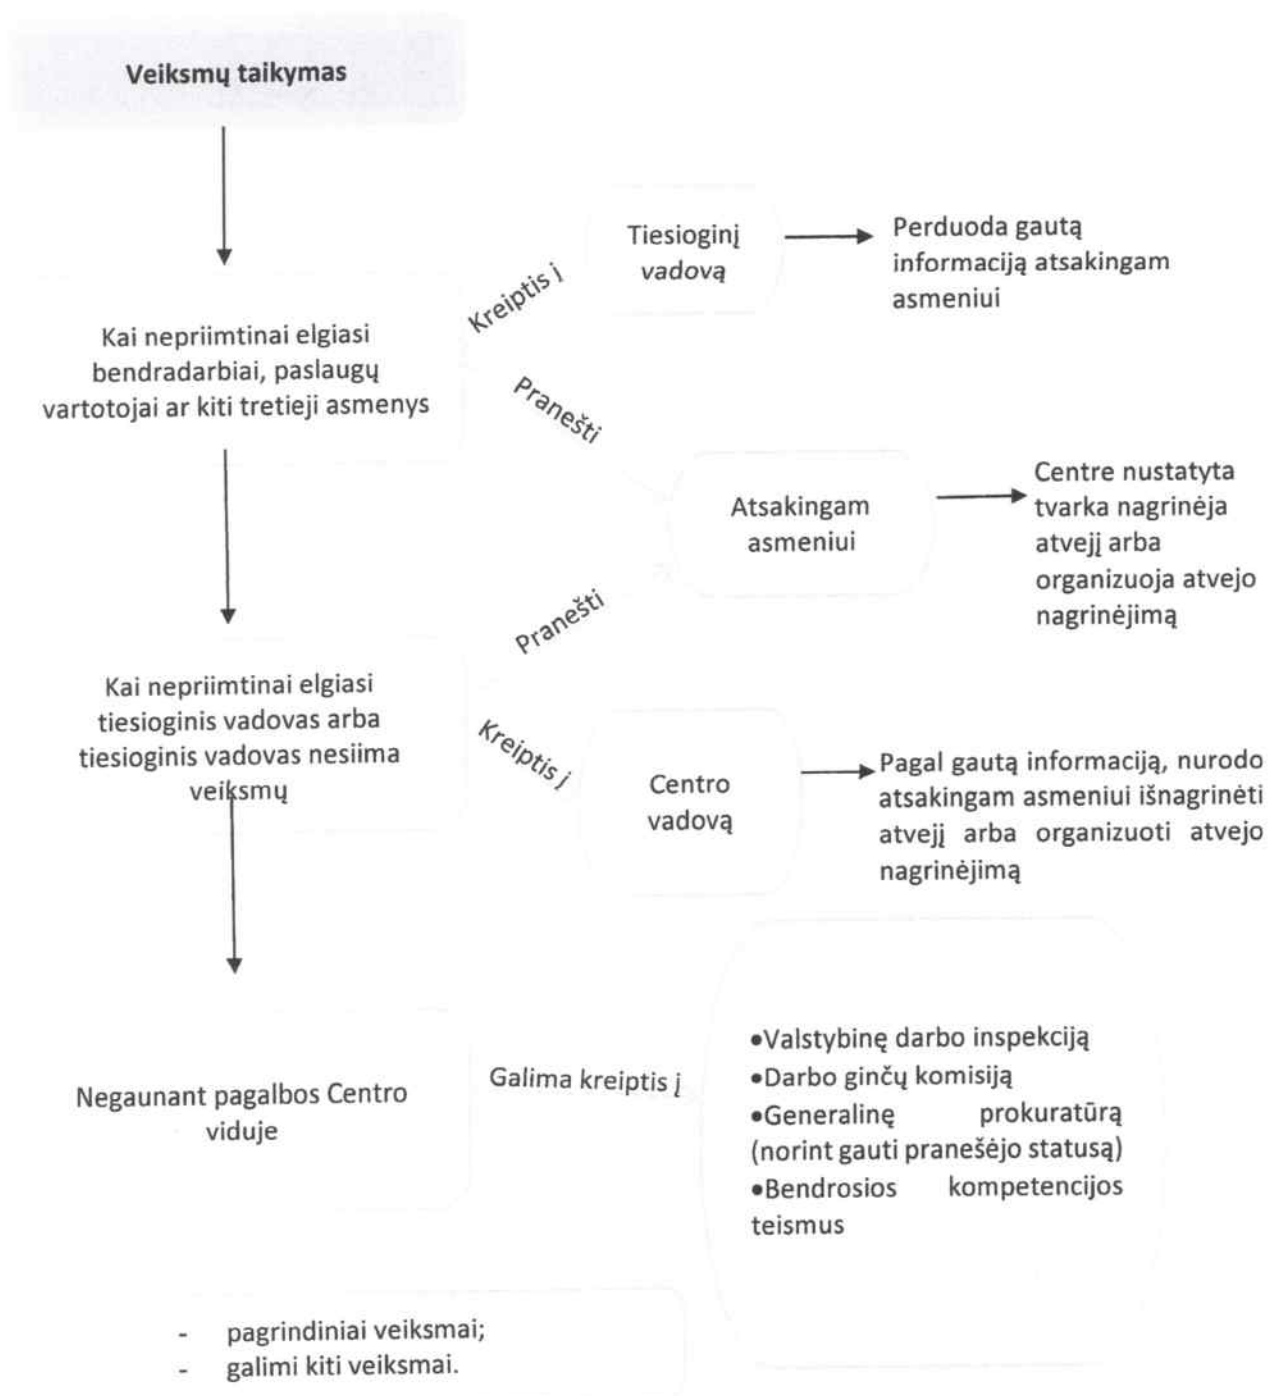 Veiksmų taikymas
Tiesioginį
vadovą
Perduoda gautą
informaciją atsakingam
asmeniui
Kreiptis į
Kai nepriimtinai elgiasi
bendradarbiai, paslaugų
vartotojai ar kiti tretieji asmenys
Pranešti
Atsakingam
asmeniui
Centre nustatyta
tvarka nagrinėja
atvejį arba
organizuoja atvejo
nagrinėjimą
Pranešti
Kai nepriimtinai elgiasi
tiesioginis vadovas arba
tiesioginis vadovas nesiima
veiksmų
Kreiptis į
Centro
vadovą
Pagal gautą informaciją, nurodo
atsakingam asmeniui išnagrinėti
atvejį arba organizuoti atvejo
nagrinėjimą
Negaunant pagalbos Centro
viduje
Galima kreiptis į
•Valstybinę darbo inspekciją
•Darbo ginčų komisiją
•Generalinę prokuratūrą
(norint gauti pranešėjo statusą)
•Bendrosios kompetencijos
teismus
- pagrindiniai veiksmai;
- galimi kiti veiksmai.